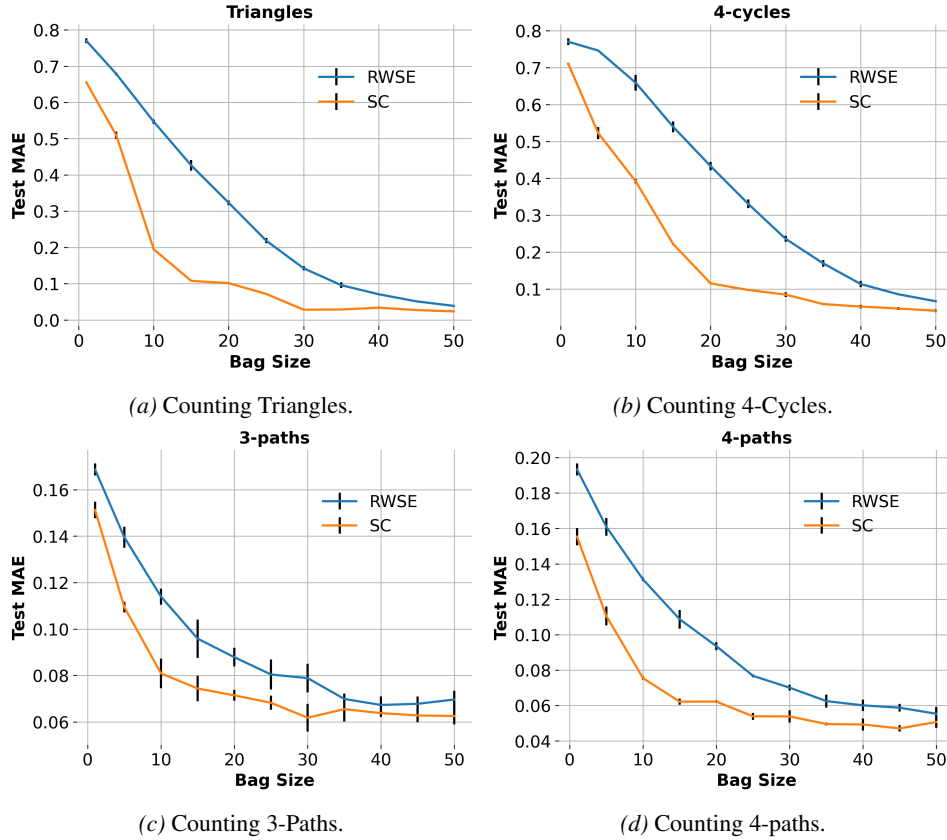 Triangles
0.8
0.7
0.6
0.5
0.4
0.3
0.2
0.1
0.0
Test MAE
RWSE
SC
0 10 20 30 40 50
Bag Size
(a) Counting Triangles.
4-cycles
0.8
0.7
0.6
0.5
0.4
0.3
0.2
0.1
Test MAE
RWSE
SC
0 10 20 30 40 50
Bag Size
(b) Counting 4-Cycles.
3-paths
0.16
0.14
0.12
0.10
0.08
0.06
Test MAE
RWSE
SC
0 10 20 30 40 50
Bag Size
(c) Counting 3-Paths.
4-paths
0.20
0.18
0.16
0.14
0.12
0.10
0.08
0.06
0.04
Test MAE
RWSE
SC
0 10 20 30 40 50
Bag Size
(d) Counting 4-paths.